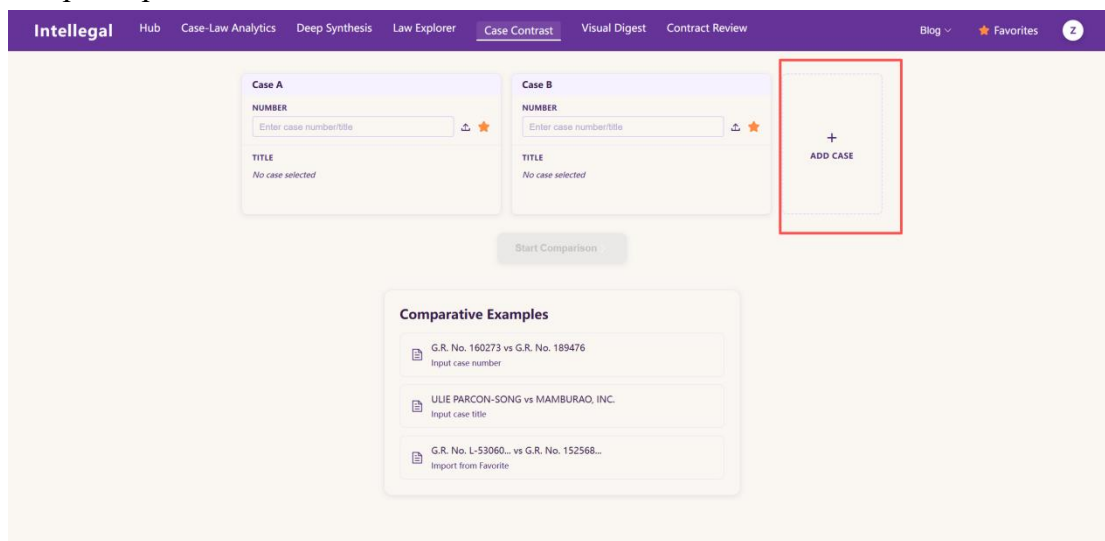 Intellegal Hub Case-Law Analytics Deep Synthesis Law Explorer Case Contrast Visual Digest Contract Review Blog Favorites Z
Case A
NUMBER
Enter case number/title
TITLE
No case selected
Case B
NUMBER
Enter case number/title
TITLE
No case selected
+
ADD CASE
Start Comparison
Comparative Examples
G.R. No. 160273 vs G.R. No. 189476
Input case number
ULIE PARCON-SONG vs MAMBURAO, INC.
Input case title
G.R. No. L-53060... vs G.R. No. 152568...
Import from Favorite